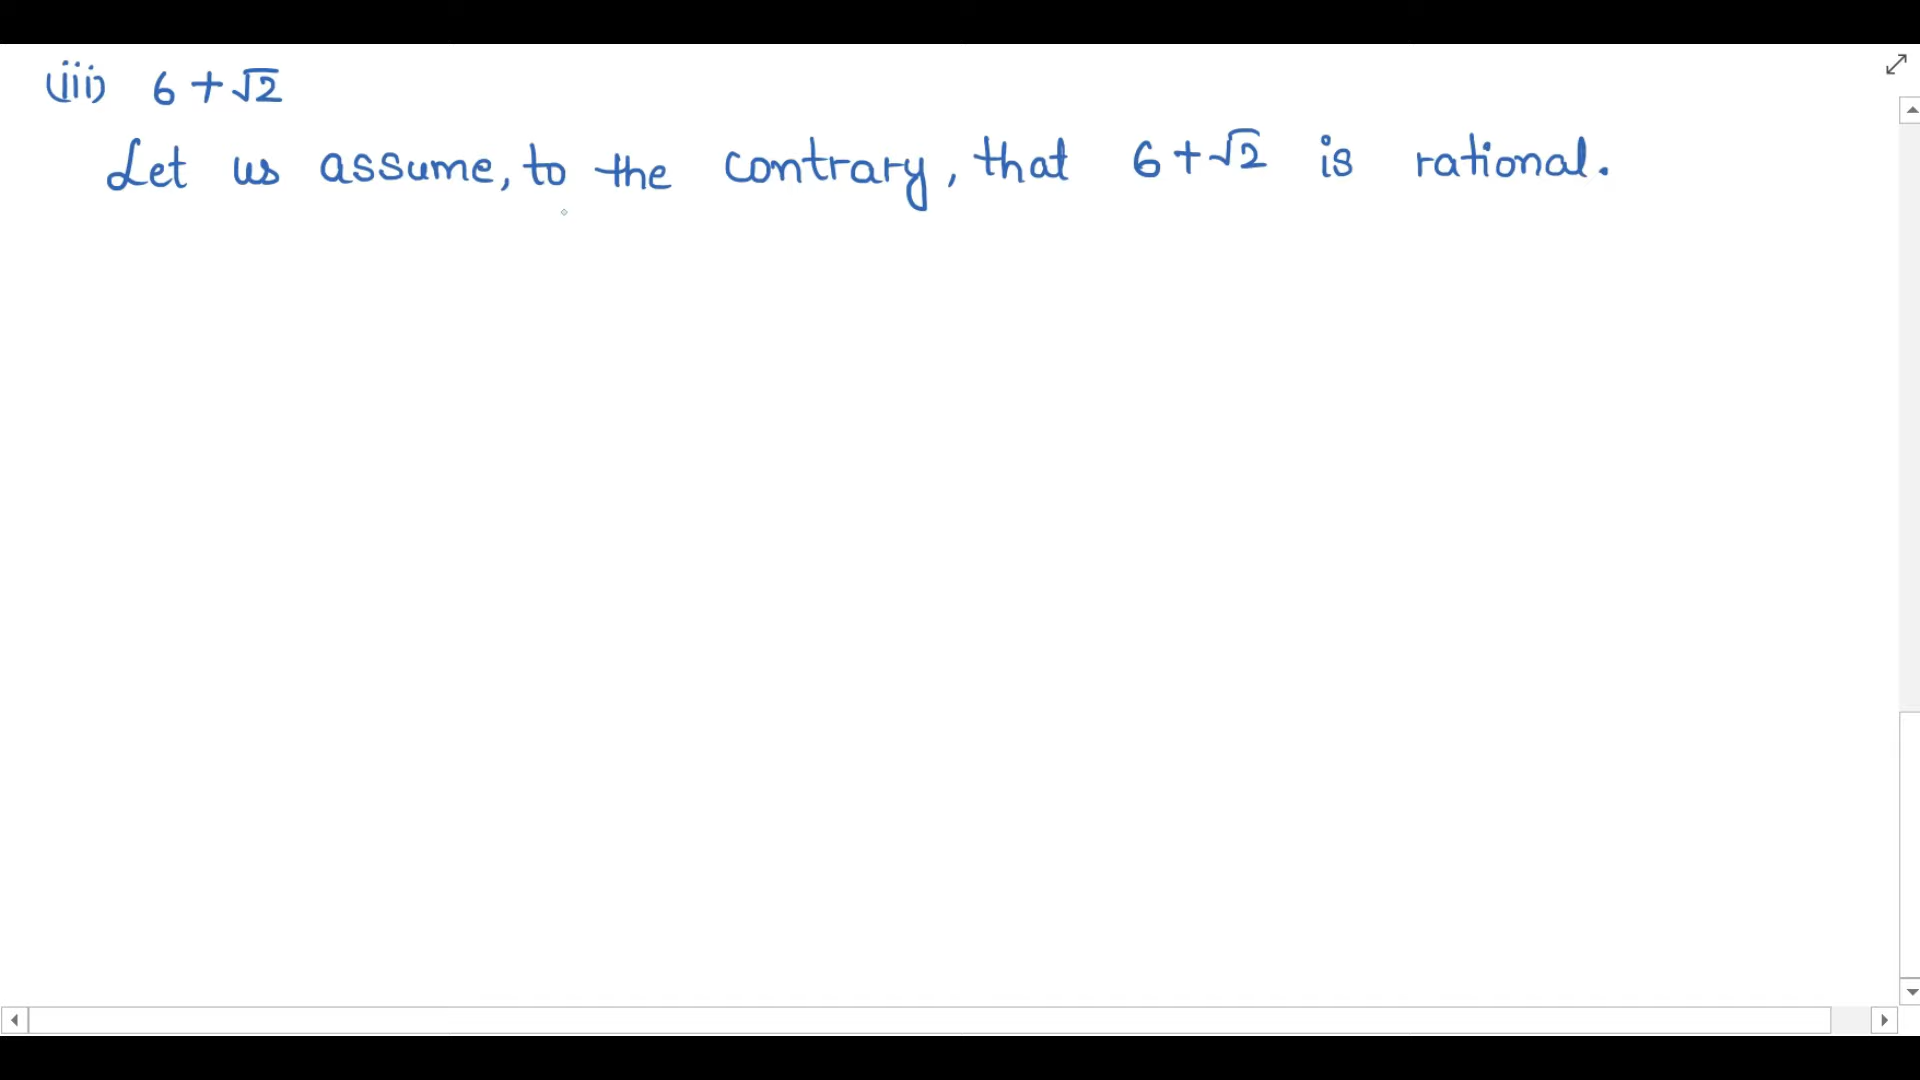 (iii) 6 + √2
Let us assume, to the contrary, that 6 + √2 is rational.